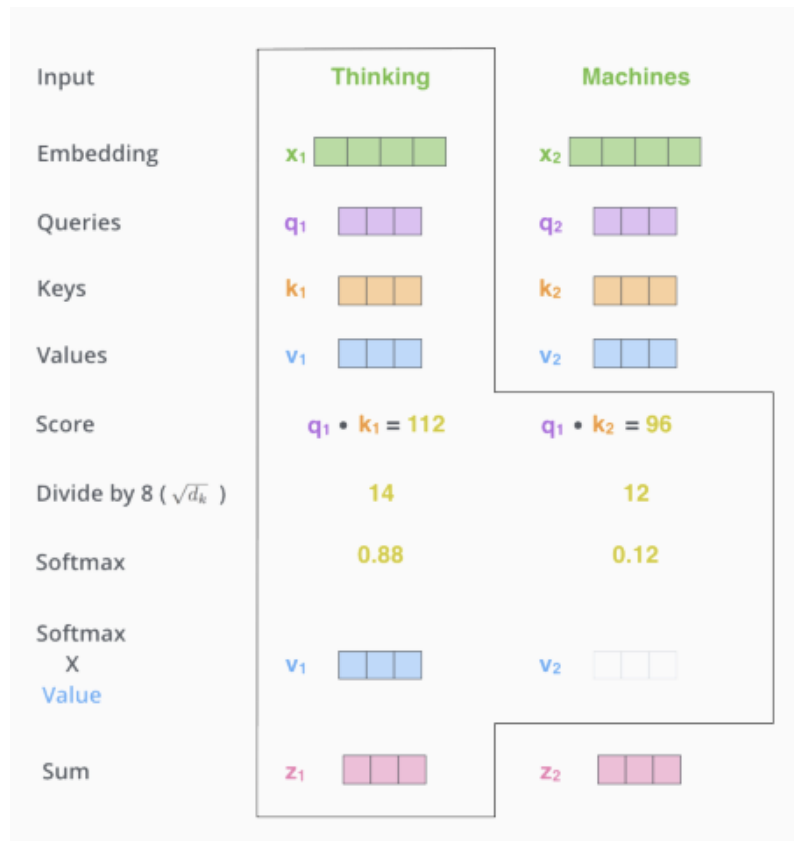 Input Thinking Machines
Embedding x₁ x₂
Queries q₁ q₂
Keys k₁ k₂
Values v₁ v₂
Score q₁ • k₁ = 112 q₁ • k₂ = 96
Divide by 8 ( √dₖ ) 14 12
Softmax 0.88 0.12
Softmax
X
Value v₁ v₂
Sum z₁ z₂